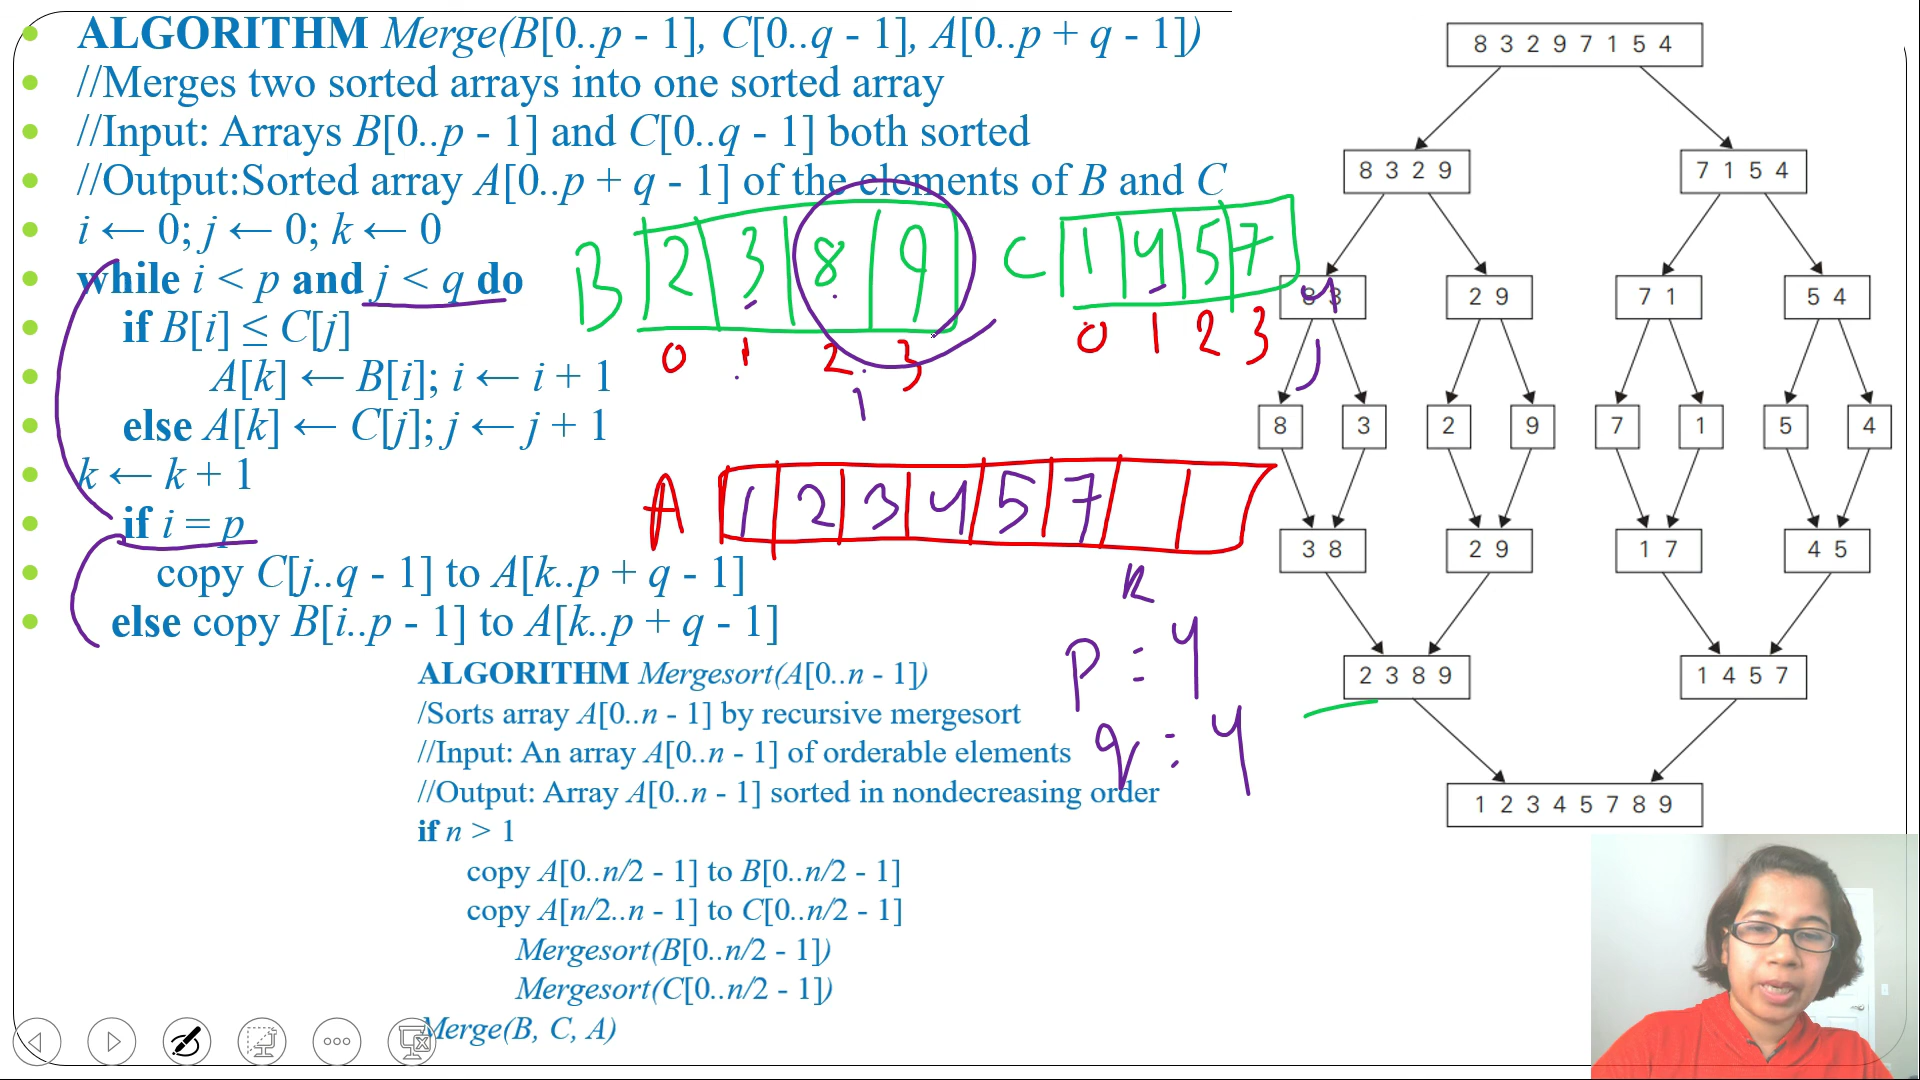 ALGORITHM Merge(B[0..p - 1], C[0..q - 1], A[0..p + q - 1])
//Merges two sorted arrays into one sorted array
//Input: Arrays B[0..p - 1] and C[0..q - 1] both sorted
//Output:Sorted array A[0..p + q - 1] of the elements of B and C
i ← 0; j ← 0; k ← 0
while i < p and j < q do
if B[i] ≤ C[j]
A[k] ← B[i]; i ← i + 1
else A[k] ← C[j]; j ← j + 1
k ← k + 1
if i = p
copy C[j..q - 1] to A[k..p + q - 1]
else copy B[i..p - 1] to A[k..p + q - 1]
B 2 3 8 9
0 1 2 3
i
C 1 4 5 7
0 1 2 3
4
j
A 1 2 3 4 5 7
k
p = 4
q = 4
ALGORITHM Mergesort(A[0..n - 1])
/Sorts array A[0..n - 1] by recursive mergesort
//Input: An array A[0..n - 1] of orderable elements
//Output: Array A[0..n - 1] sorted in nondecreasing order
if n > 1
copy A[0..n/2 - 1] to B[0..n/2 - 1]
copy A[n/2..n - 1] to C[0..n/2 - 1]
Mergesort(B[0..n/2 - 1])
Mergesort(C[0..n/2 - 1])
Merge(B, C, A)
8 3 2 9 7 1 5 4
8 3 2 9 7 1 5 4
8 3 2 9 7 1 5 4
8 3 2 9 7 1 5 4
3 8 2 9 1 7 4 5
2 3 8 9 1 4 5 7
1 2 3 4 5 7 8 9